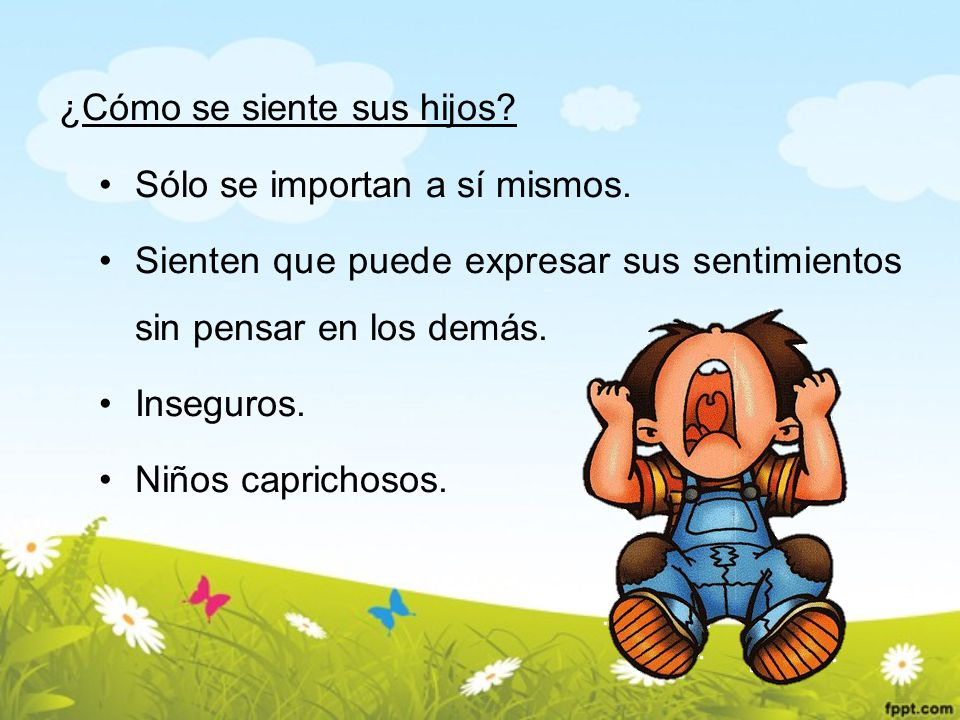 ¿Cómo se siente sus hijos?
• Sólo se importan a sí mismos.
• Sienten que puede expresar sus sentimientos
sin pensar en los demás.
• Inseguros.
• Niños caprichosos.
fppt.com